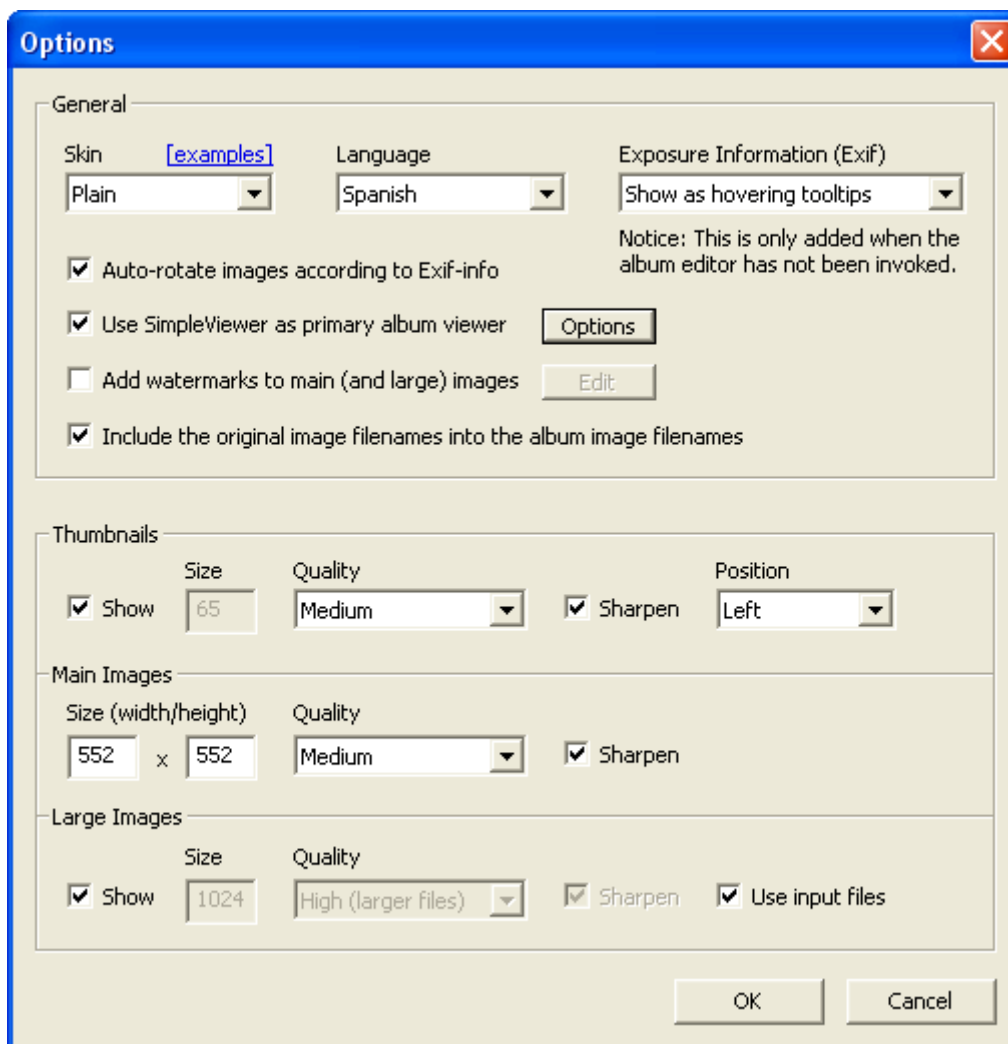 Options
General
Skin [examples] Language Exposure Information (Exif)
Plain Spanish Show as hovering tooltips
Notice: This is only added when the
album editor has not been invoked.
Auto-rotate images according to Exif-info
Use SimpleViewer as primary album viewer Options
Add watermarks to main (and large) images Edit
Include the original image filenames into the album image filenames
Thumbnails
Size Quality Position
Show 65 Medium Sharpen Left
Main Images
Size (width/height) Quality
552 x 552 Medium Sharpen
Large Images
Size Quality
Show 1024 High (larger files) Sharpen Use input files
OK Cancel